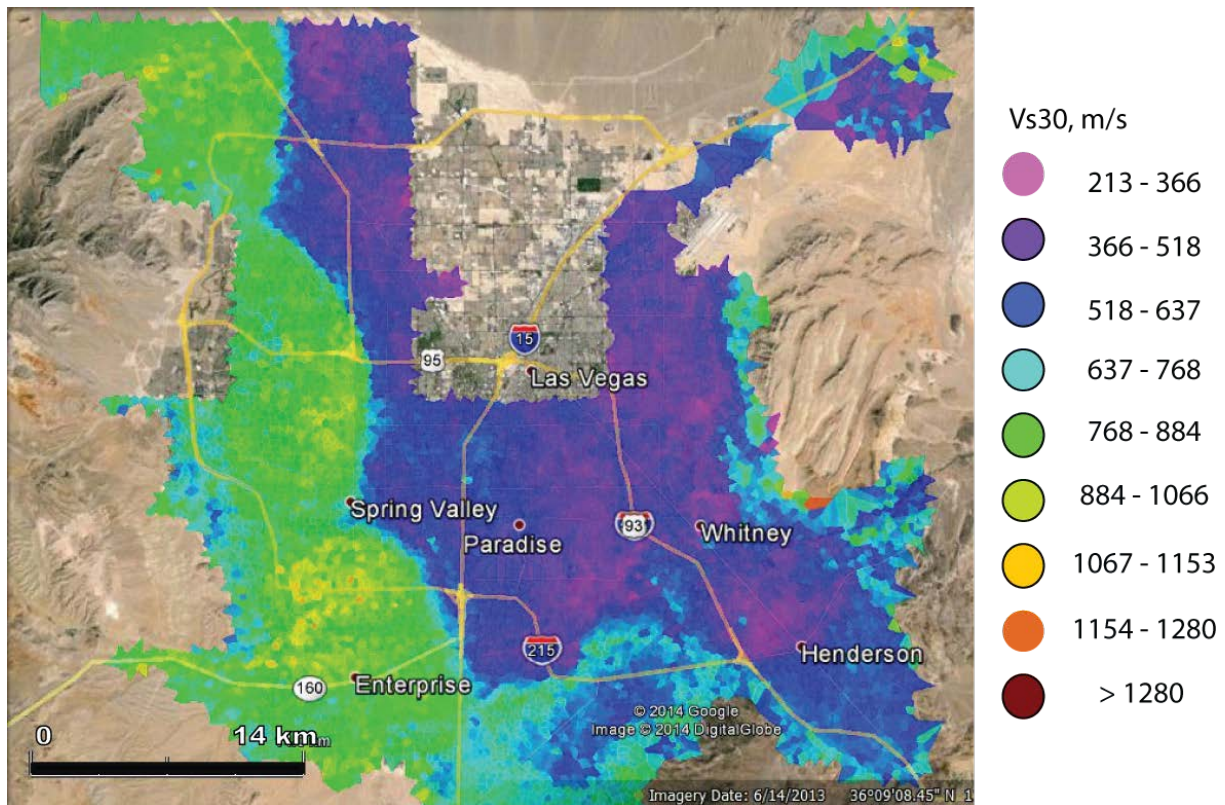 Vs30, m/s
213 - 366
366 - 518
518 - 637
637 - 768
768 - 884
884 - 1066
1067 - 1153
1154 - 1280
> 1280
15
95
Las Vegas
Spring Valley
Paradise
93
Whitney
215
Henderson
160
Enterprise
© 2014 Google
Image © 2014 DigitalGlobe
0
14 km
Imagery Date: 6/14/2013 36°09'08.45" N 1